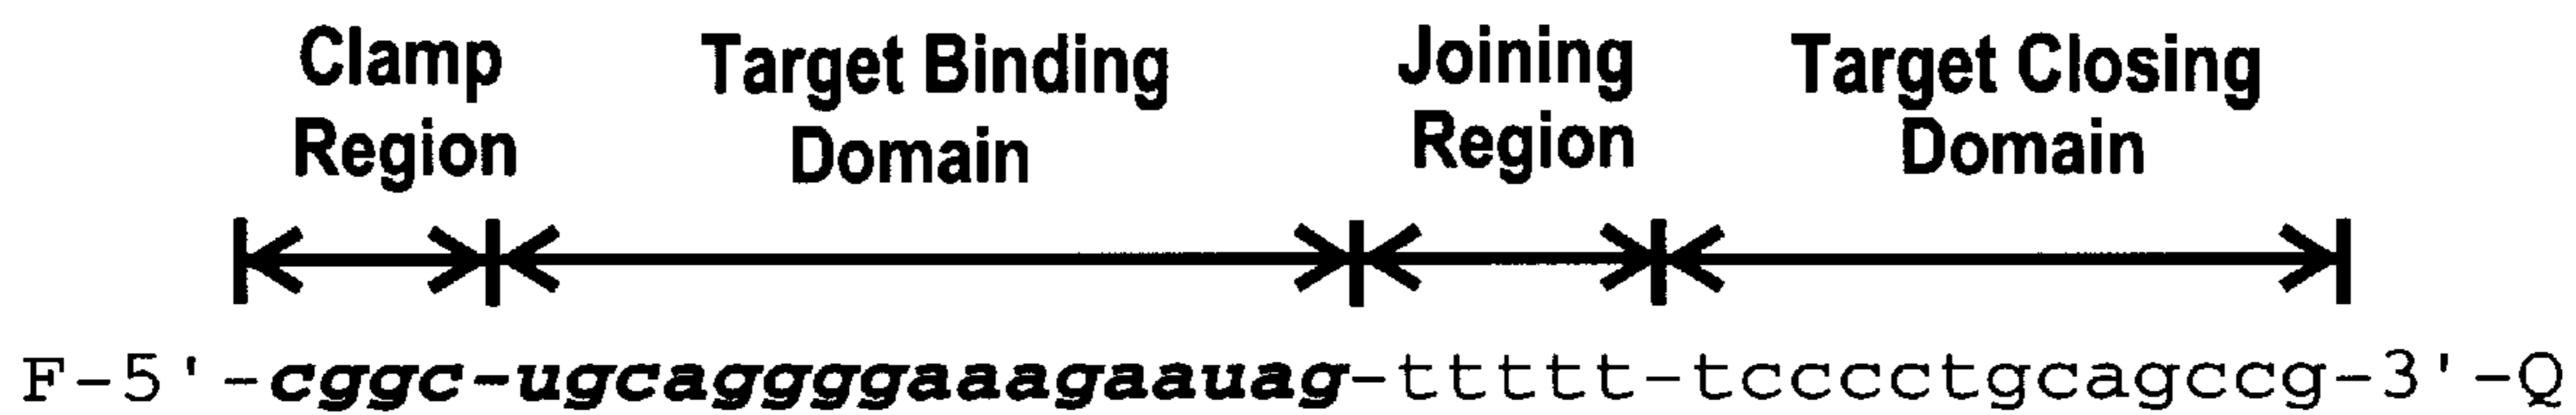 Clamp Region
Target Binding Domain
Joining Region
Target Closing Domain
F-5'-cggc-ugcaggggaaagaauag-ttttt-tcccctgcagccg-3'-Q